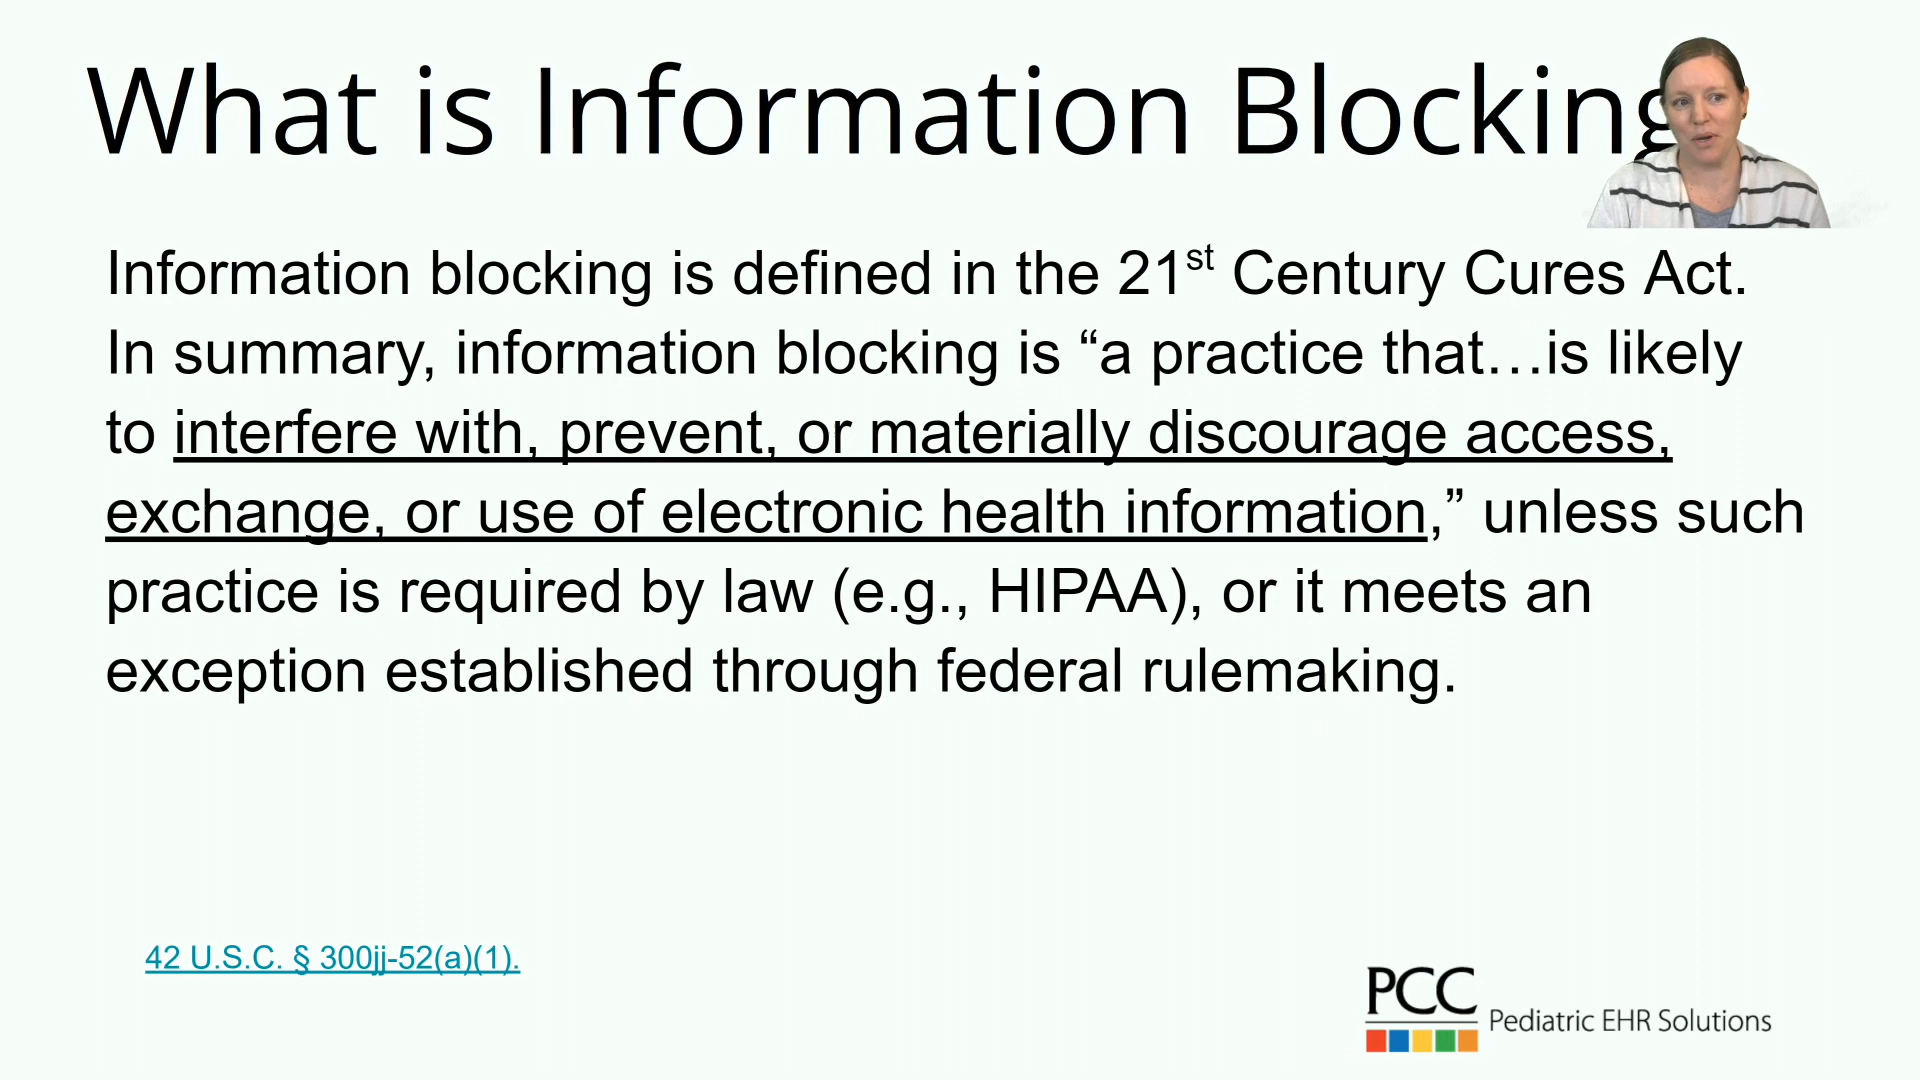 What is Information Blocking
Information blocking is defined in the 21st Century Cures Act.
In summary, information blocking is “a practice that…is likely
to interfere with, prevent, or materially discourage access,
exchange, or use of electronic health information,” unless such
practice is required by law (e.g., HIPAA), or it meets an
exception established through federal rulemaking.
42 U.S.C. § 300jj-52(a)(1).
PCC
Pediatric EHR Solutions